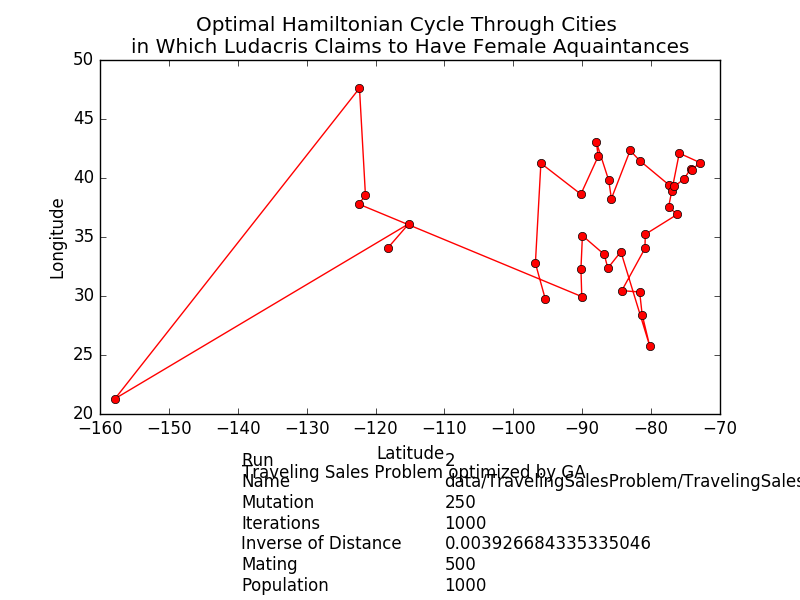 Optimal Hamiltonian Cycle Through Cities
in Which Ludacris Claims to Have Female Aquaintances
50
45
40
35
30
25
20
Longitude
−160 −150 −140 −130 −120 −110 −100 −90 −80 −70
Latitude
Run 2
Traveling Sales Problem optimized by GA
Name data/TravelingSalesProblem/TravelingSales
Mutation 250
Iterations 1000
Inverse of Distance 0.003926684335335046
Mating 500
Population 1000